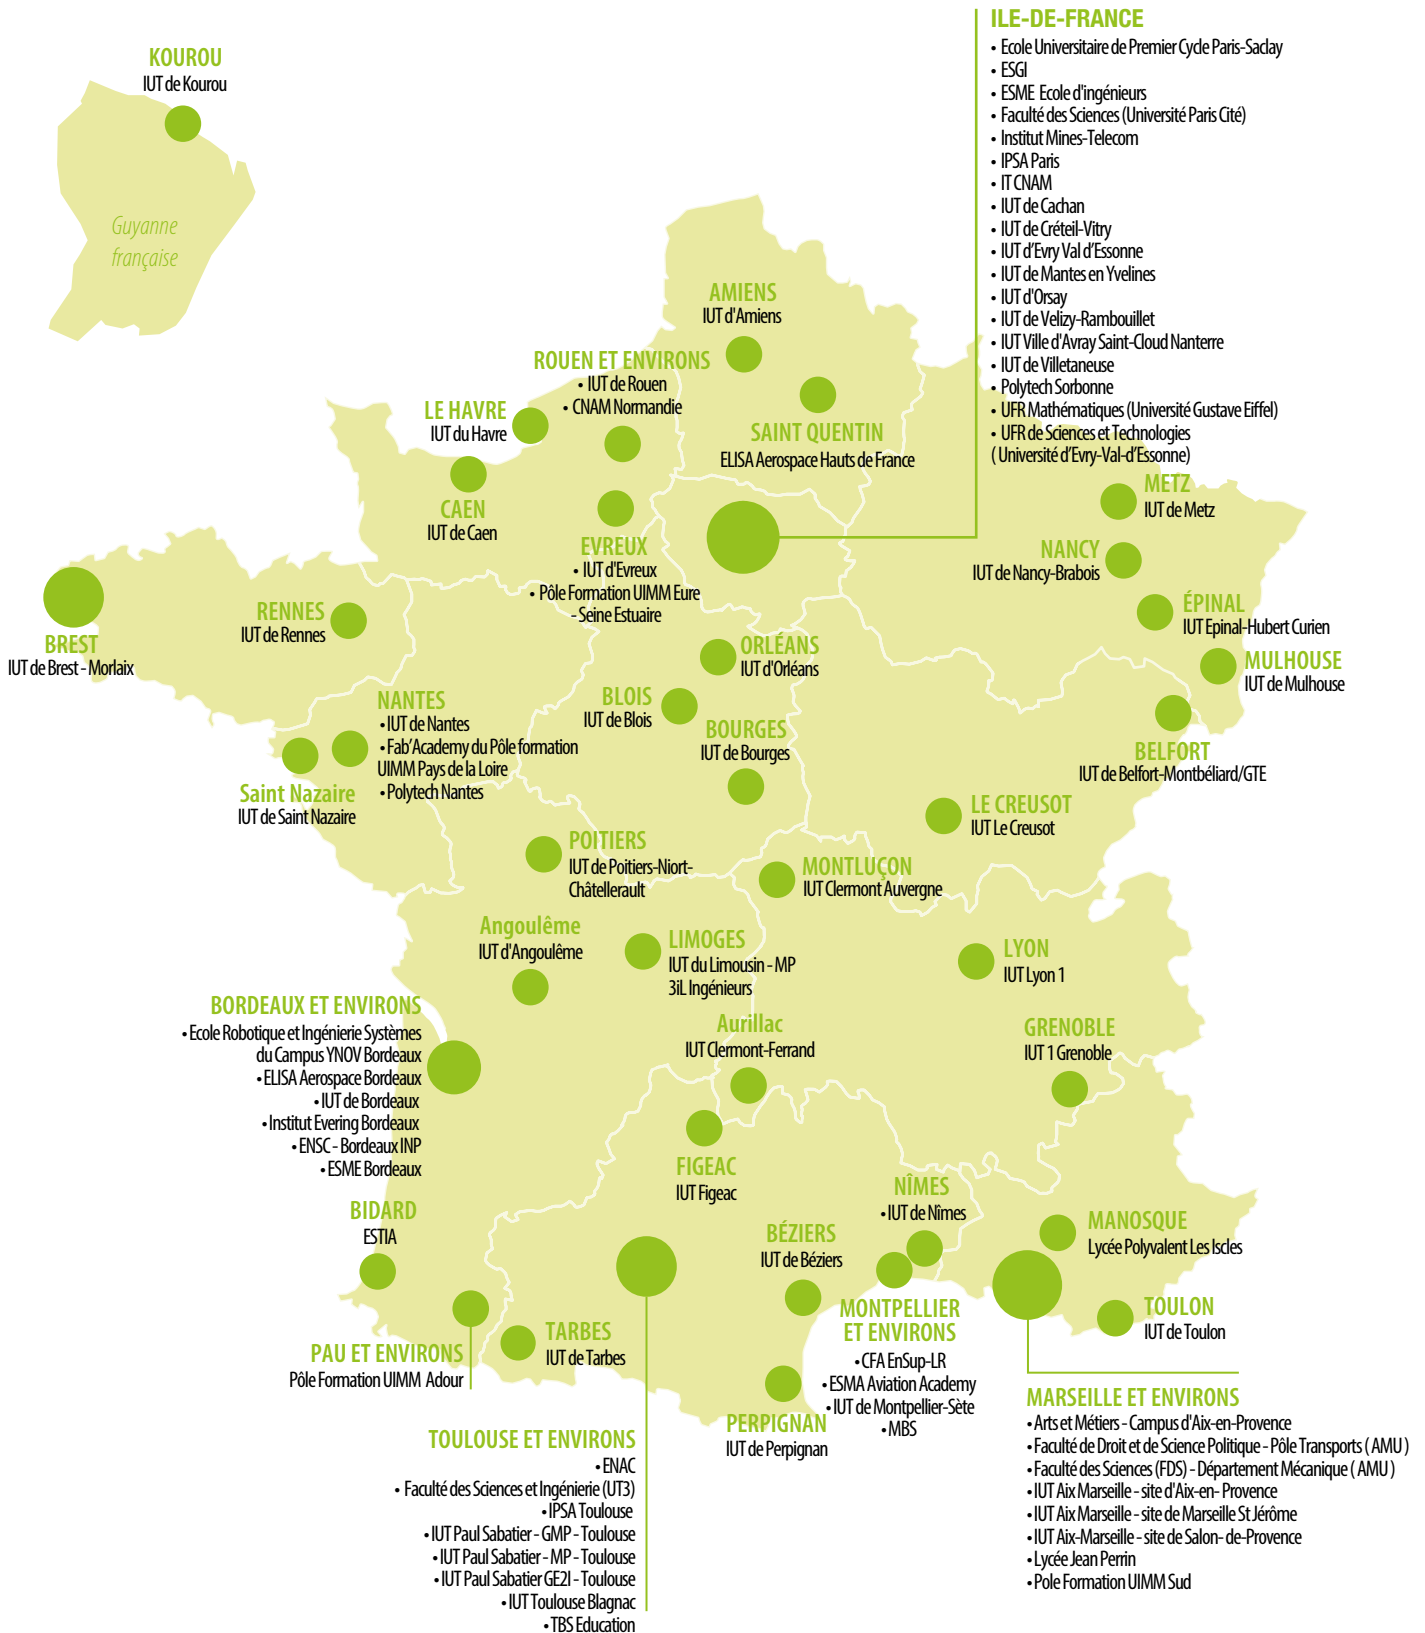 ILE-DE-FRANCE
• Ecole Universitaire de Premier Cycle Paris-Saclay
• ESGI
• ESME Ecole d'ingénieurs
• Faculté des Sciences (Université Paris Cité)
• Institut Mines-Telecom
• IPSA Paris
• IT CNAM
• IUT de Cachan
• IUT de Créteil-Vitry
• IUT d’Evry Val d’Essonne
• IUT de Mantes en Yvelines
• IUT d'Orsay
• IUT de Velizy-Rambouillet
• IUT Ville d'Avray Saint-Cloud Nanterre
• IUT de Villetaneuse
• Polytech Sorbonne
• UFR Mathématiques (Université Gustave Eiffel)
• UFR de Sciences et Technologies
( Université d’Evry-Val-d’Essonne)
KOUROU
IUT de Kourou
Guyanne
française
AMIENS
IUT d'Amiens
ROUEN ET ENVIRONS
• IUT de Rouen
• CNAM Normandie
LE HAVRE
IUT du Havre
SAINT QUENTIN
ELISA Aerospace Hauts de France
CAEN
IUT de Caen
EVREUX
• IUT d'Evreux
• Pôle Formation UIMM Eure
- Seine Estuaire
METZ
IUT de Metz
NANCY
IUT de Nancy-Brabois
ÉPINAL
IUT Epinal-Hubert Curien
MULHOUSE
IUT de Mulhouse
BELFORT
IUT de Belfort-Montbéliard/GTE
BREST
IUT de Brest - Morlaix
RENNES
IUT de Rennes
ORLÉANS
IUT d'Orléans
BLOIS
IUT de Blois
BOURGES
IUT de Bourges
NANTES
• IUT de Nantes
• Fab’Academy du Pôle formation
UIMM Pays de la Loire
• Polytech Nantes
Saint Nazaire
IUT de Saint Nazaire
LE CREUSOT
IUT Le Creusot
POITIERS
IUT de Poitiers-Niort-
Châtellerault
MONTLUÇON
IUT Clermont Auvergne
Angoulême
IUT d'Angoulême
LIMOGES
IUT du Limousin - MP
3iL Ingénieurs
LYON
IUT Lyon 1
BORDEAUX ET ENVIRONS
• Ecole Robotique et Ingénierie Systèmes
du Campus YNOV Bordeaux
• ELISA Aerospace Bordeaux
• IUT de Bordeaux
• Institut Evering Bordeaux
• ENSC - Bordeaux INP
• ESME Bordeaux
Aurillac
IUT Clermont-Ferrand
GRENOBLE
IUT 1 Grenoble
FIGEAC
IUT Figeac
NÎMES
• IUT de Nîmes
BIDARD
ESTIA
BÉZIERS
IUT de Béziers
MANOSQUE
Lycée Polyvalent Les Iscles
MONTPELLIER
ET ENVIRONS
• CFA EnSup-LR
• ESMA Aviation Academy
• IUT de Montpellier-Sète
• MBS
TOULON
IUT de Toulon
PAU ET ENVIRONS
Pôle Formation UIMM Adour
TARBES
IUT de Tarbes
PERPIGNAN
IUT de Perpignan
MARSEILLE ET ENVIRONS
• Arts et Métiers - Campus d'Aix-en-Provence
• Faculté de Droit et de Science Politique - Pôle Transports ( AMU )
• Faculté des Sciences (FDS) - Département Mécanique ( AMU )
• IUT Aix Marseille - site d'Aix-en- Provence
• IUT Aix Marseille - site de Marseille St Jérôme
• IUT Aix-Marseille - site de Salon- de-Provence
• Lycée Jean Perrin
• Pole Formation UIMM Sud
TOULOUSE ET ENVIRONS
• ENAC
• Faculté des Sciences et Ingénierie (UT3)
• IPSA Toulouse
• IUT Paul Sabatier - GMP - Toulouse
• IUT Paul Sabatier - MP - Toulouse
• IUT Paul Sabatier GE2I - Toulouse
• IUT Toulouse Blagnac
• TBS Education